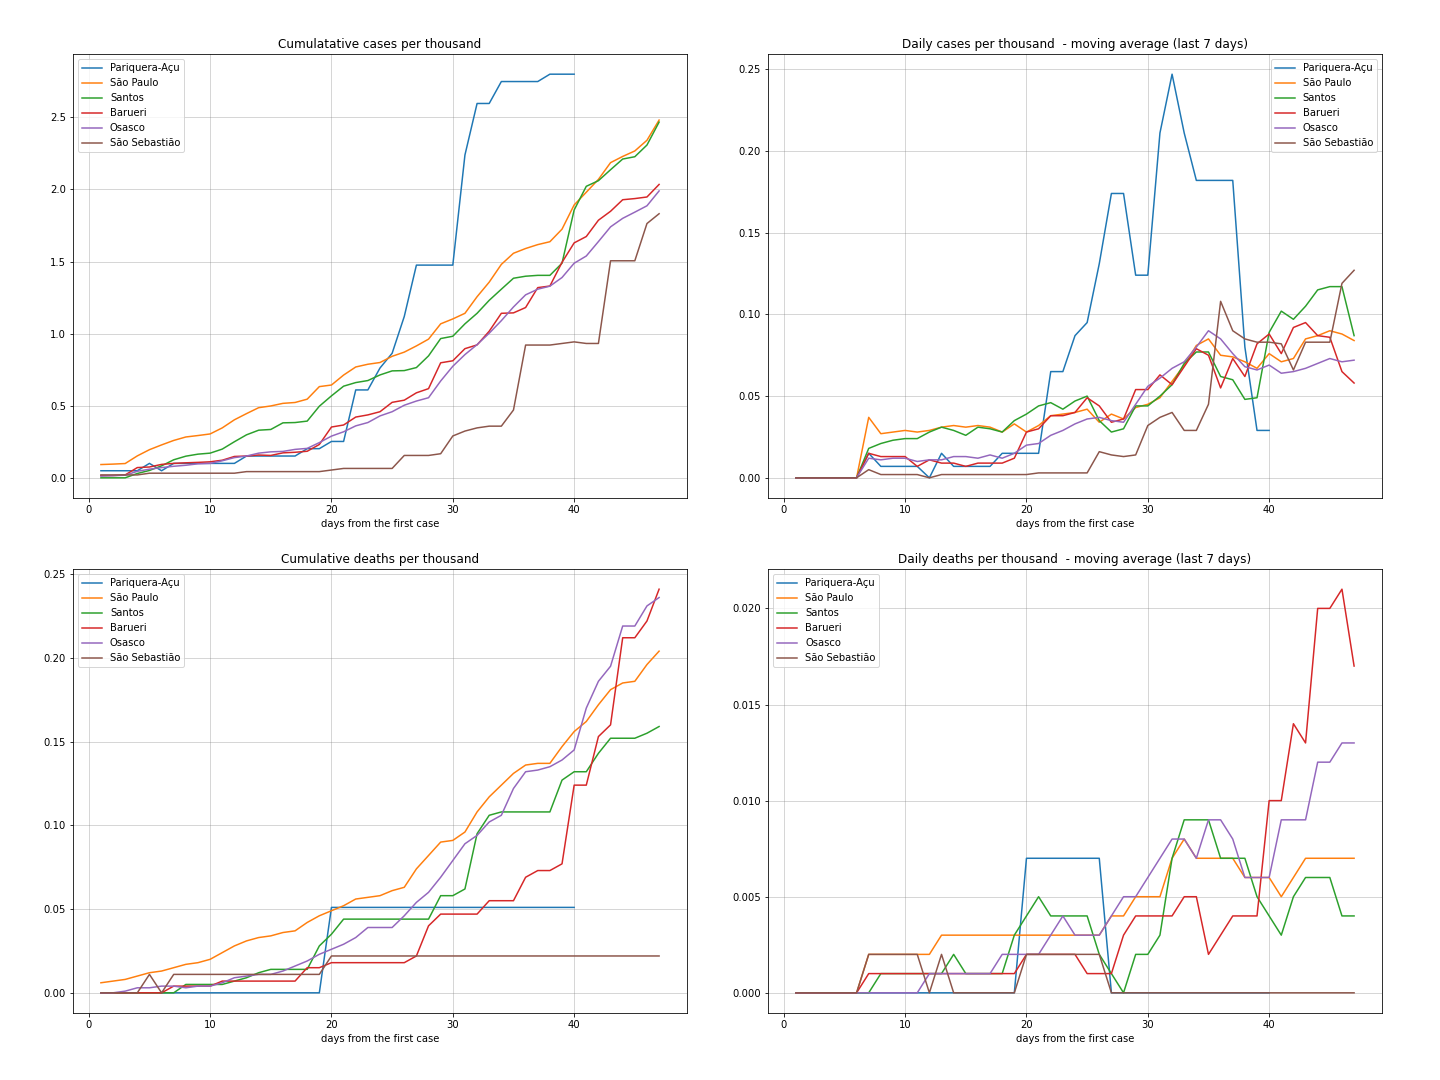 Cumulatative cases per thousand
Pariquera-Açu
São Paulo
Santos
Barueri
Osasco
São Sebastião
2.5
2.0
1.5
1.0
0.5
0.0
0 10 20 30 40
days from the first case
Daily cases per thousand  - moving average (last 7 days)
Pariquera-Açu
São Paulo
Santos
Barueri
Osasco
São Sebastião
0.25
0.20
0.15
0.10
0.05
0.00
0 10 20 30 40
days from the first case
Cumulative deaths per thousand
Pariquera-Açu
São Paulo
Santos
Barueri
Osasco
São Sebastião
0.25
0.20
0.15
0.10
0.05
0.00
0 10 20 30 40
days from the first case
Daily deaths per thousand  - moving average (last 7 days)
Pariquera-Açu
São Paulo
Santos
Barueri
Osasco
São Sebastião
0.020
0.015
0.010
0.005
0.000
0 10 20 30 40
days from the first case